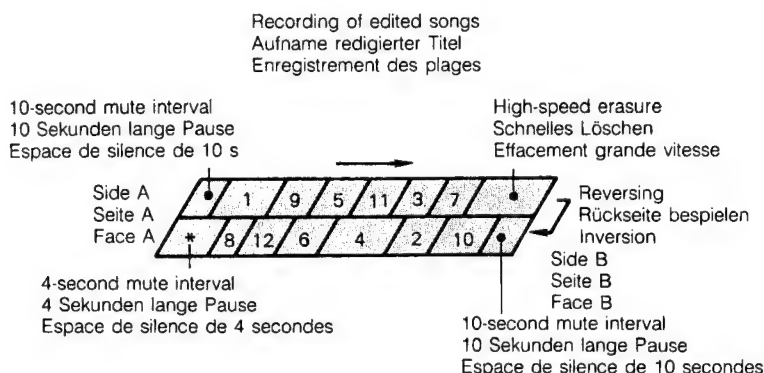 Recording of edited songs
Aufname redigierter Titel
Enregistrement des plages
10-second mute interval
10 Sekunden lange Pause
Espace de silence de 10 s
High-speed erasure
Schnelles Löschen
Effacement grande vitesse
Side A
Seite A
Face A
1 9 5 11 3 7
* 8 12 6 4 2 10
Reversing
Rückseite bespielen
Inversion
Side B
Seite B
Face B
4-second mute interval
4 Sekunden lange Pause
Espace de silence de 4 secondes
10-second mute interval
10 Sekunden lange Pause
Espace de silence de 10 secondes